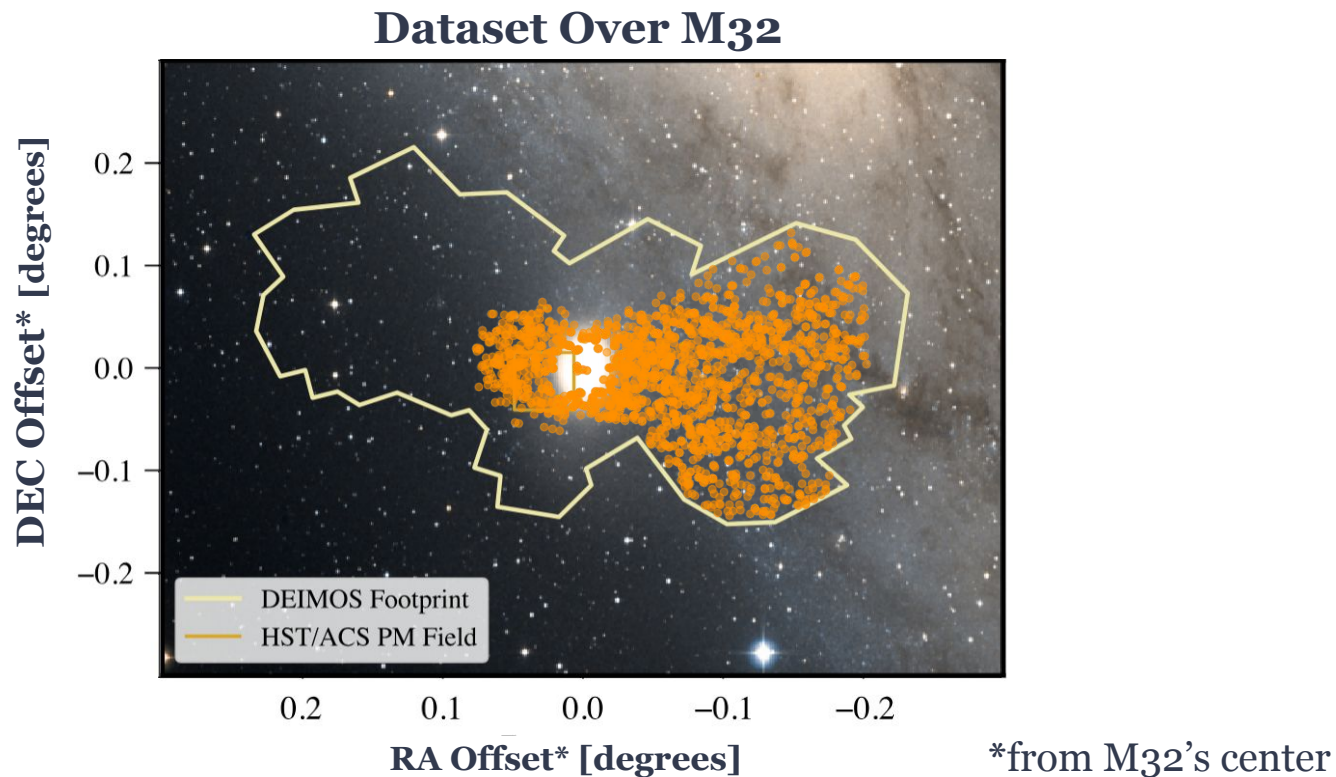 Dataset Over M32
DEC Offset* [degrees]
0.2
0.1
0.0
−0.1
−0.2
DEIMOS Footprint
HST/ACS PM Field
0.2
0.1
0.0
−0.1
−0.2
RA Offset* [degrees]
*from M32’s center